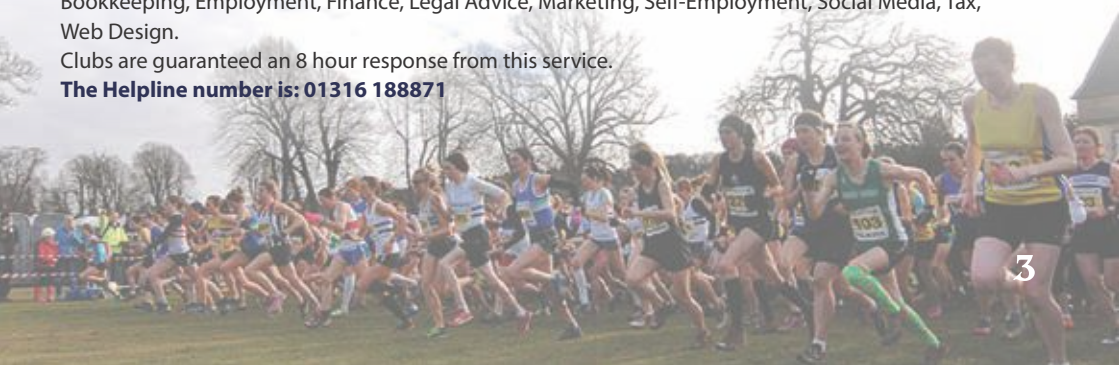 Bookkeeping, Employment, Finance, Legal Advice, Marketing, Self-Employment, Social Media, Tax,
Web Design.
Clubs are guaranteed an 8 hour response from this service.
The Helpline number is: 01316 188871
103
3